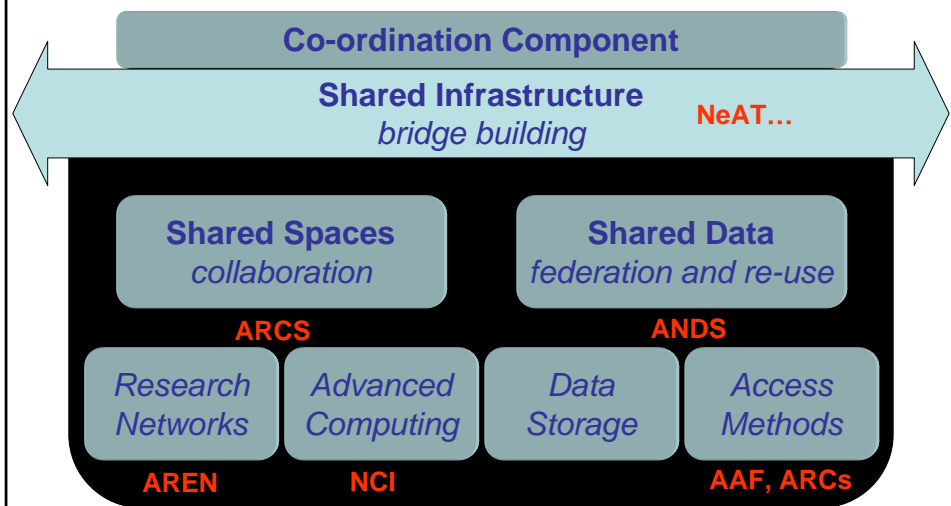 Co-ordination Component
Shared Infrastructure
bridge building
NeAT…
Shared Spaces
collaboration
Shared Data
federation and re-use
ARCS
ANDS
Research
Networks
Advanced
Computing
Data
Storage
Access
Methods
AREN
NCI
AAF, ARCs